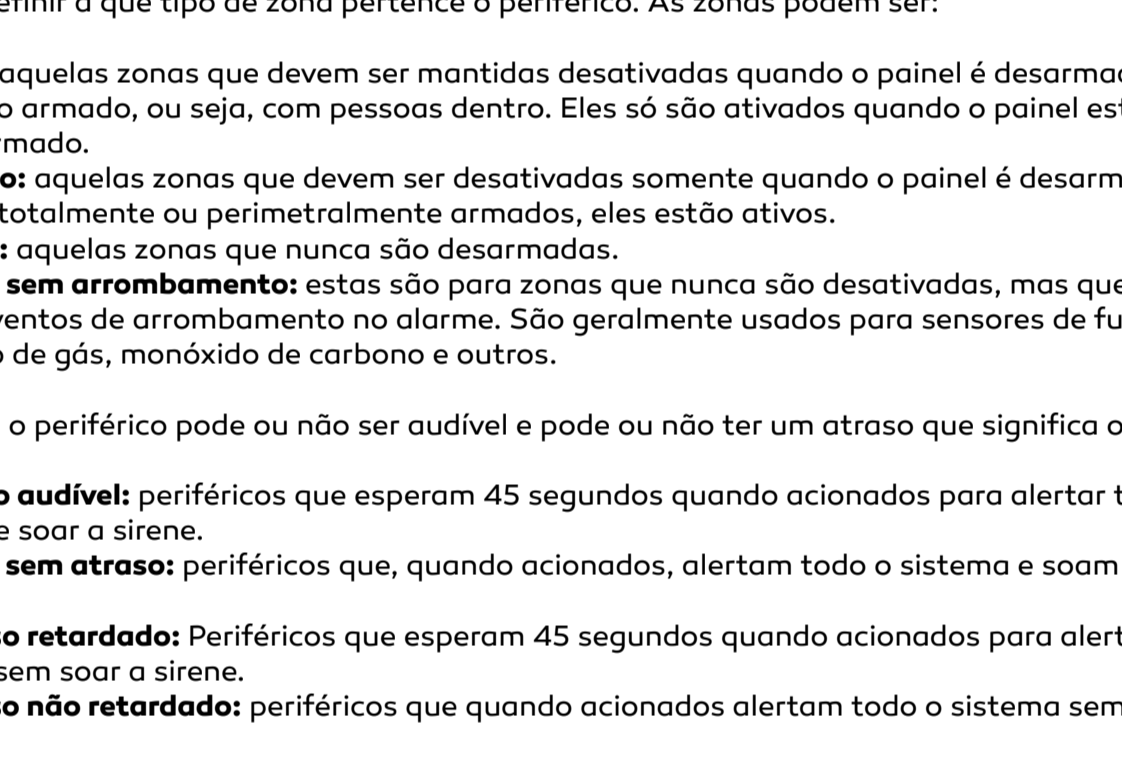 definir a que tipo de zona pertence o periférico. As zonas podem ser:
aquelas zonas que devem ser mantidas desativadas quando o painel é desarma
o armado, ou seja, com pessoas dentro. Eles só são ativados quando o painel es
rmado.
o: aquelas zonas que devem ser desativadas somente quando o painel é desarm
totalmente ou perimetralmente armados, eles estão ativos.
: aquelas zonas que nunca são desarmadas.
sem arrombamento: estas são para zonas que nunca são desativadas, mas que
ventos de arrombamento no alarme. São geralmente usados para sensores de fu
o de gás, monóxido de carbono e outros.
o periférico pode ou não ser audível e pode ou não ter um atraso que significa o
o audível: periféricos que esperam 45 segundos quando acionados para alertar t
e soar a sirene.
sem atraso: periféricos que, quando acionados, alertam todo o sistema e soam
so retardado: Periféricos que esperam 45 segundos quando acionados para alert
sem soar a sirene.
so não retardado: periféricos que quando acionados alertam todo o sistema sem